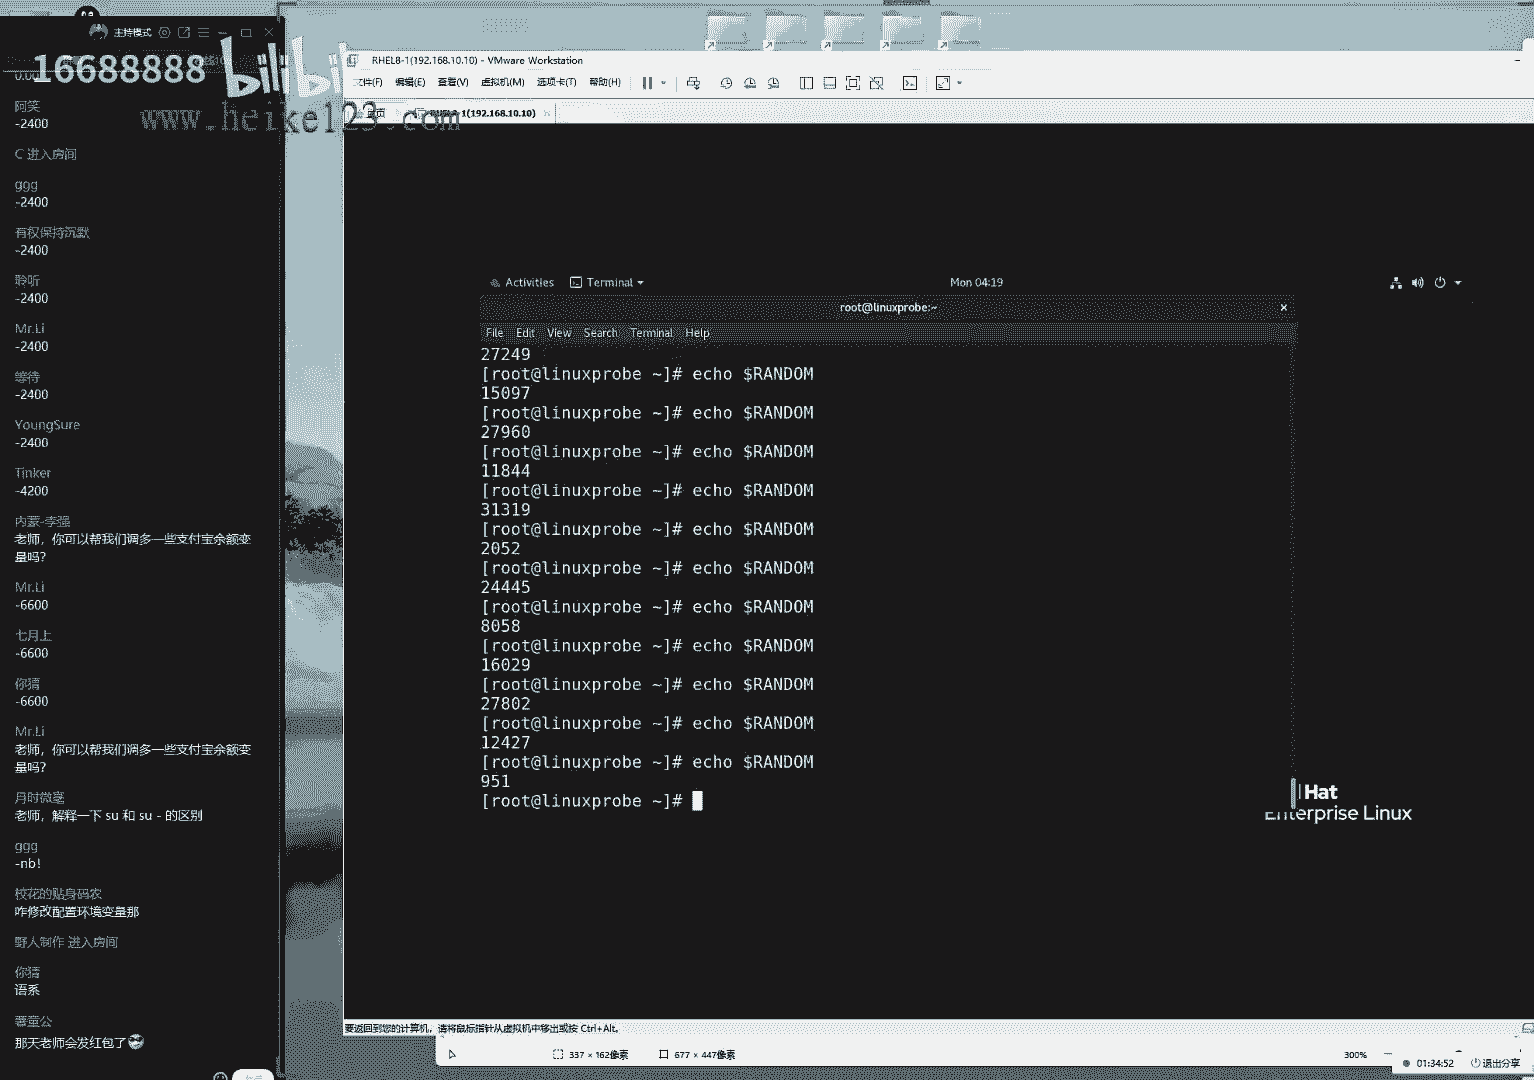 主持模式
0.0
16688888
bilibili
www.heike123.com
阿笑
-2400
C 进入房间
ggg
-2400
有权保持沉默
-2400
聆听
-2400
Mr.Li
-2400
等待
-2400
YoungSure
-2400
Tinker
-4200
内蒙-李强
老师，你可以帮我们调多一些支付宝余额变
量吗？
Mr.Li
-6600
七月上
-6600
你猜
-6600
Mr.Li
老师，你可以帮我们调多一些支付宝余额变
量吗？
月时微毫
老师，解释一下 su 和 su - 的区别
ggg
-nb!
校花的贴身码农
咋修改配置环境变量那
野人制作 进入房间
你猜
语系
那天老师会发红包了
RHEL8-1(192.168.10.10) - VMware Workstation
文件(F) 编辑(E) 查看(V) 虚拟机(M) 选项卡(T) 帮助(H)
主页
RHEL8-1(192.168.10.10)
Activities Terminal Mon 04:19
root@linuxprobe:~
File Edit View Search Terminal Help
27249
[root@linuxprobe ~]# echo $RANDOM
15097
[root@linuxprobe ~]# echo $RANDOM
27960
[root@linuxprobe ~]# echo $RANDOM
11844
[root@linuxprobe ~]# echo $RANDOM
31319
[root@linuxprobe ~]# echo $RANDOM
2052
[root@linuxprobe ~]# echo $RANDOM
24445
[root@linuxprobe ~]# echo $RANDOM
8058
[root@linuxprobe ~]# echo $RANDOM
16029
[root@linuxprobe ~]# echo $RANDOM
27802
[root@linuxprobe ~]# echo $RANDOM
12427
[root@linuxprobe ~]# echo $RANDOM
951
[root@linuxprobe ~]#
Hat
Enterprise Linux
要返回到您的计算机，请将鼠标指针从虚拟机中移出或按 Ctrl+Alt。
337 × 162像素 677 × 447像素 300%
01:34:52 退出分享